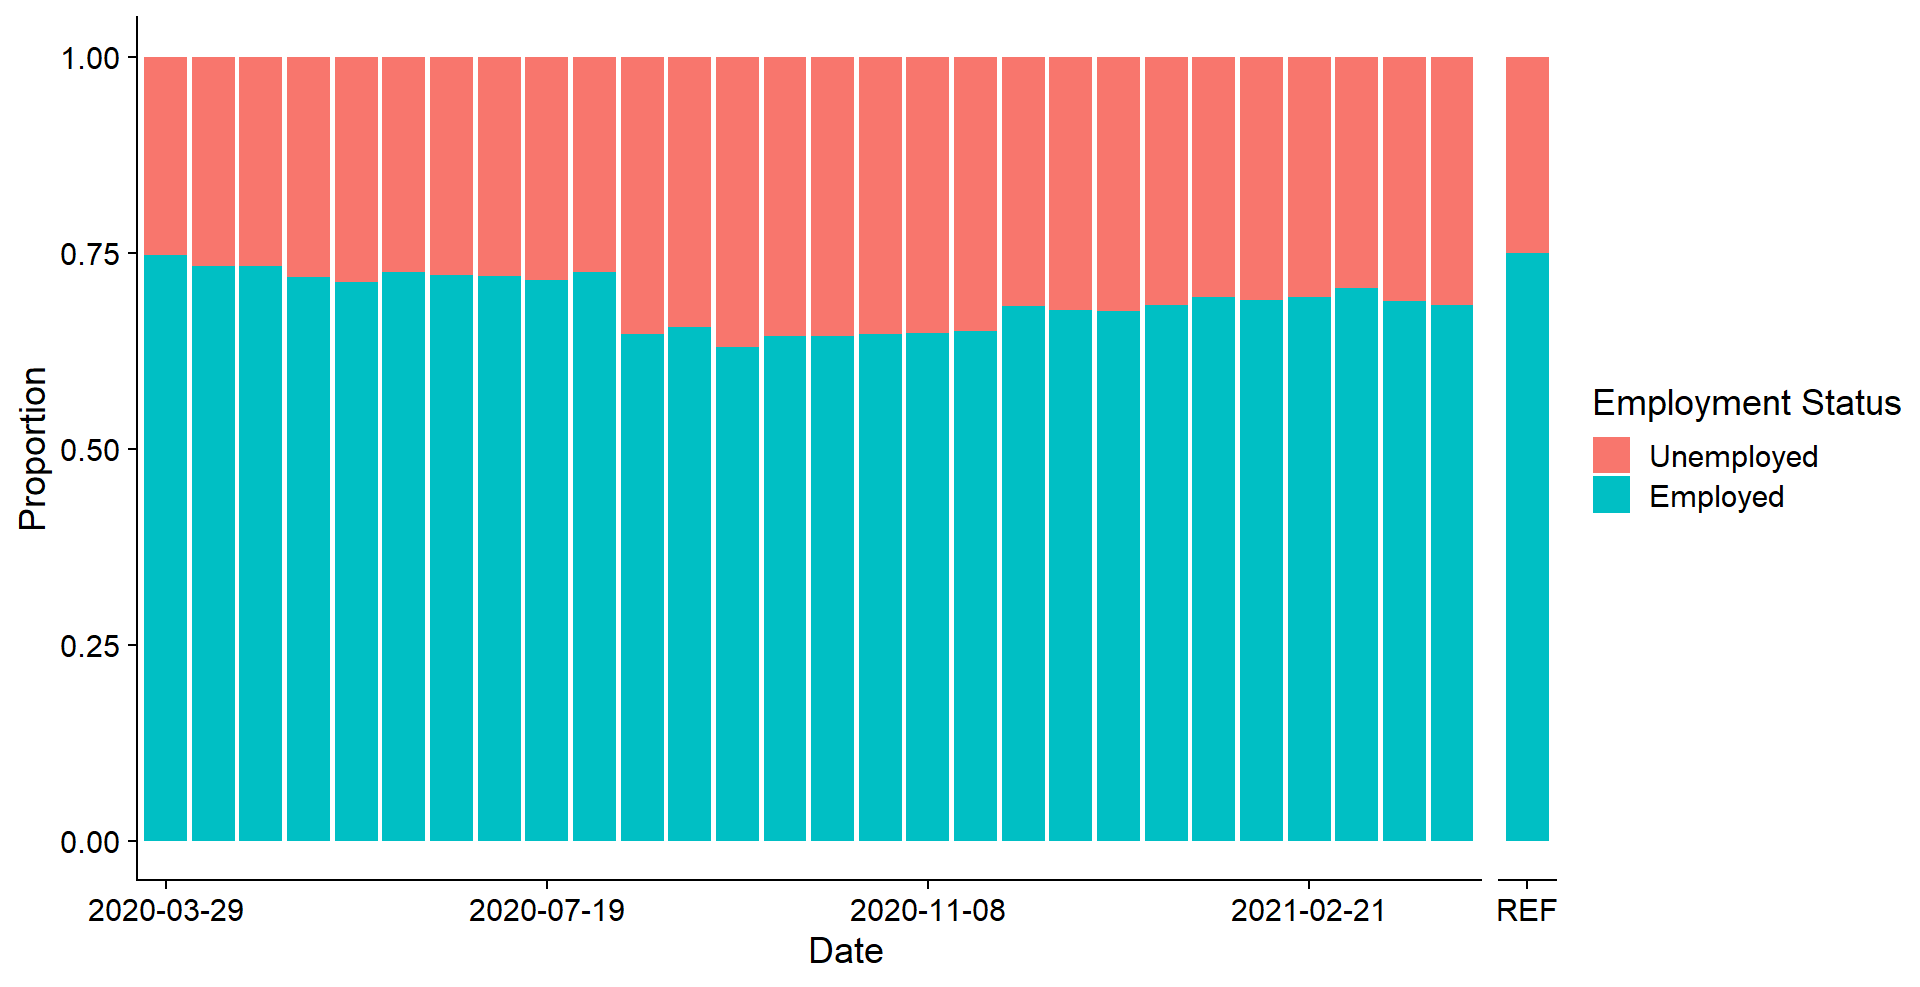 1.00
0.75
0.50
0.25
0.00
Proportion
2020-03-29
2020-07-19
2020-11-08
2021-02-21
REF
Date
Employment Status
Unemployed
Employed